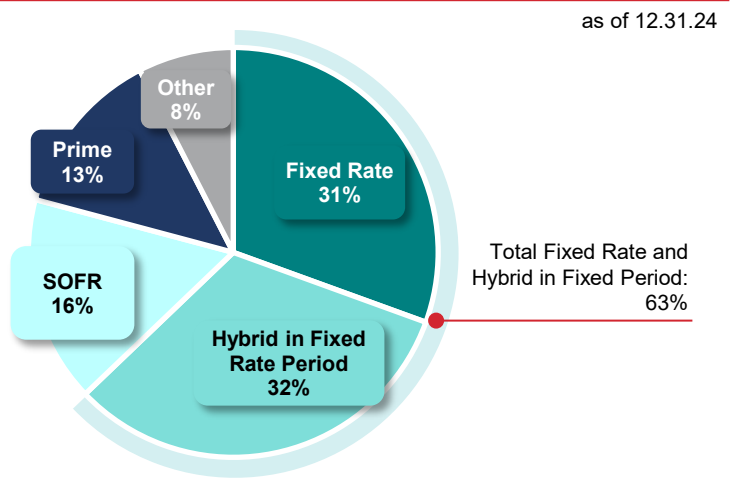 as of 12.31.24
Other
8%
Prime
13%
Fixed Rate
31%
SOFR
16%
Hybrid in Fixed
Rate Period
32%
Total Fixed Rate and
Hybrid in Fixed Period:
63%